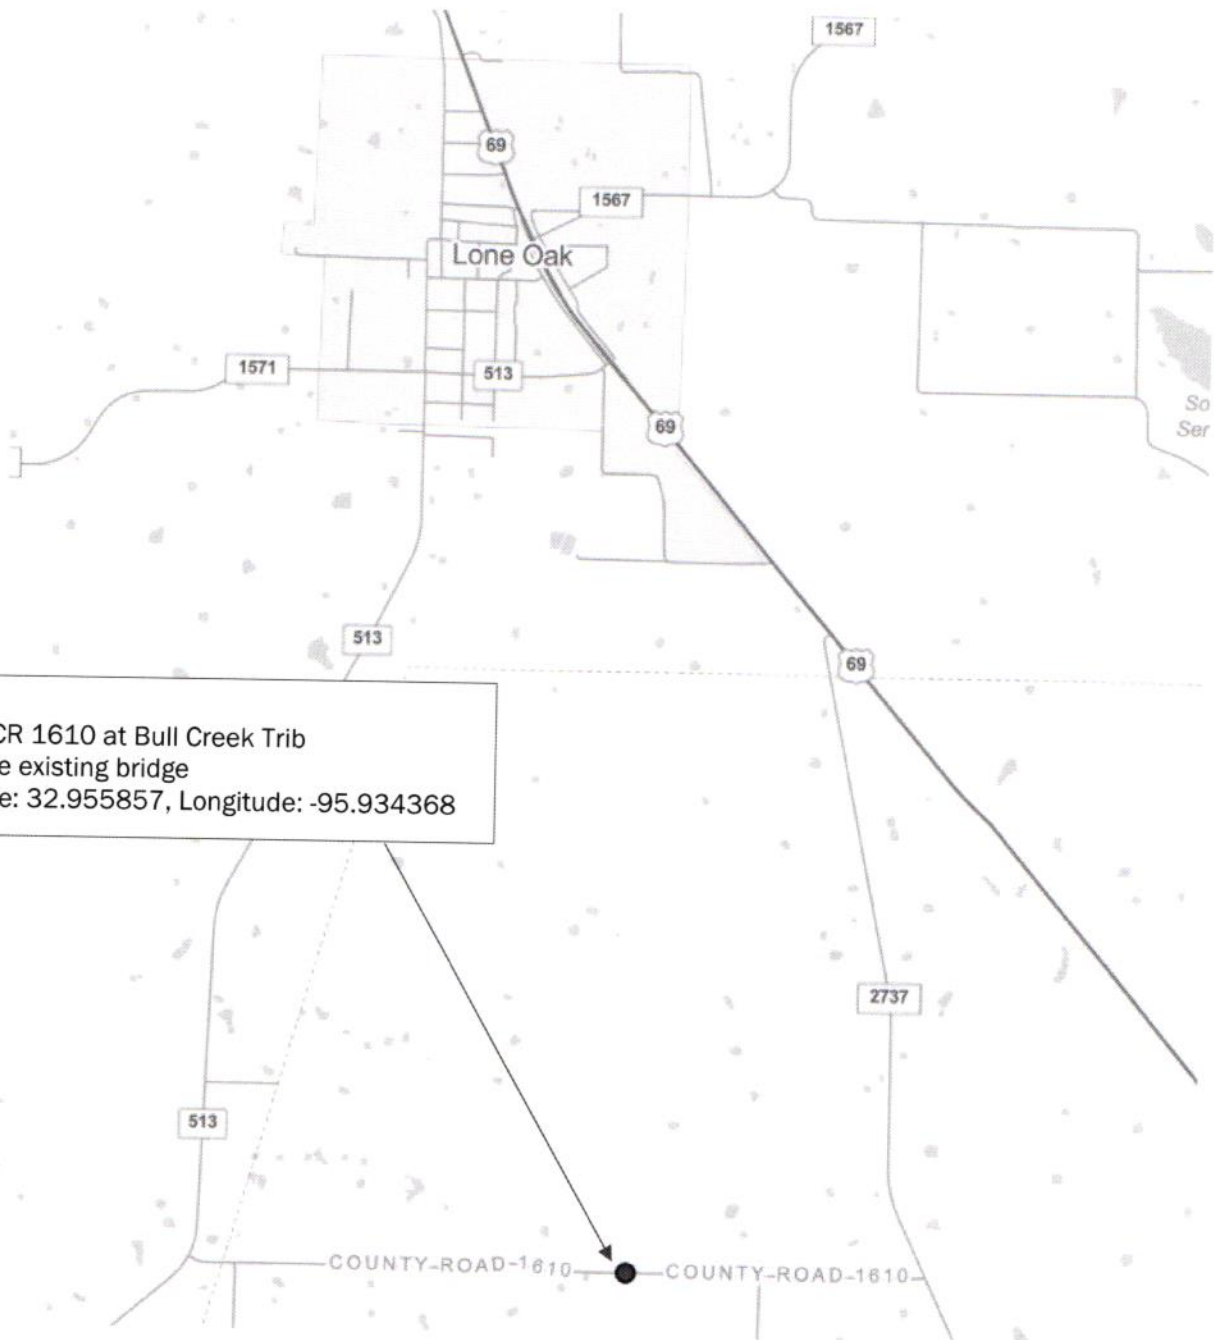 1567
69
1567
Lone Oak
1571
513
69
So
Ser
513
69
CR 1610 at Bull Creek Trib
e existing bridge
e: 32.955857, Longitude: -95.934368
2737
513
COUNTY-ROAD-1610
COUNTY-ROAD-1610